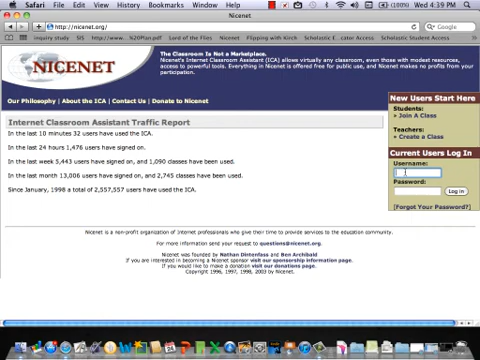 Safari File Edit View History Bookmarks Window Help (100%) Wed 4:39 PM
Nicenet
http://nicenet.org/
Inquiry study SIS Lord of the Flies Nixnet Flipping with Kirch
The Classroom Is Not a Marketplace.
Nicenet's Internet Classroom Assistant (ICA) allows virtually any classroom, even those with modest resources,
access to powerful tools. Everything in Nicenet is offered free for public use, and Nicenet makes no profits from your
participation.
NICENET
Our Philosophy | About the ICA | Contact Us | Donate to Nicenet
New Users Start Here
Students:
» Join A Class
Teachers:
» Create a Class
Current Users Log In
Username:
Password:
Log in
[Forgot Your Password?]
Internet Classroom Assistant Traffic Report
In the last 10 minutes 32 users have used the ICA.
In the last 24 hours 1,476 users have signed on.
In the last week 5,443 users have signed on, and 1,090 classes have been used.
In the last month 13,006 users have signed on, and 2,745 classes have been used.
Since January, 1998 a total of 2,557,557 users have used the ICA.
Nicenet is a non-profit organization of Internet professionals who give their time to provide services to the education community.
For more information send your request to questions@nicenet.org.
Nicenet was founded by Nathan Dintenfass and Ben Archibald
If you are interested in becoming a Nicenet sponsor visit our sponsorship information page.
If you would like to make a donation visit our donations page.
Copyright 1996, 1997, 1998, 2003 by Nicenet.